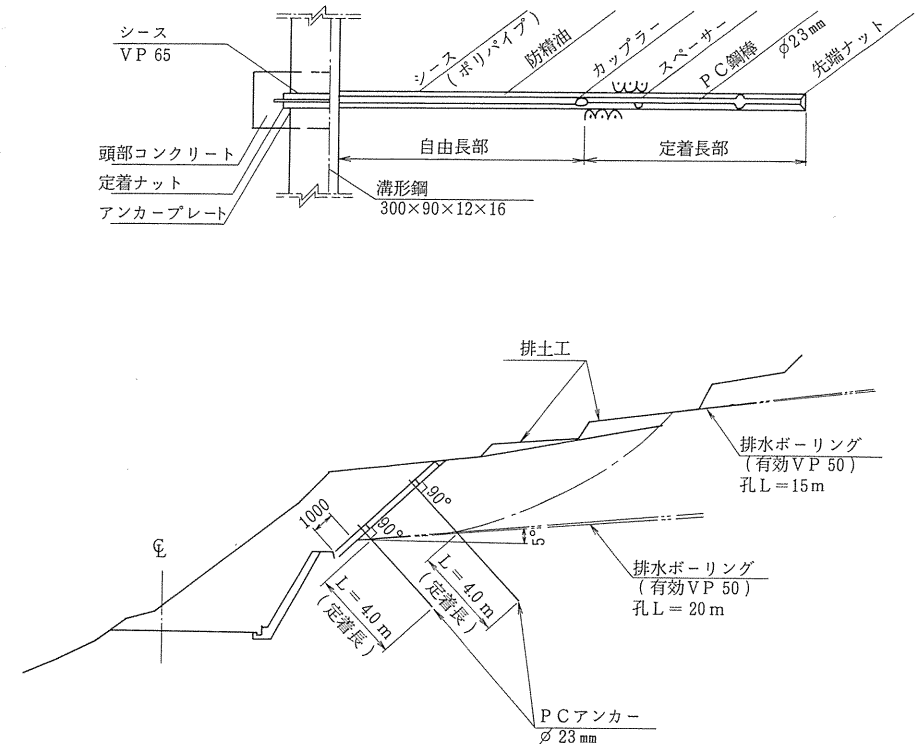 シース
VP 65
シース
(ポリパイプ)
防精油
カップラー
スペーサー
PC鋼棒
φ23mm
先端ナット
頭部コンクリート
定着ナット
アンカープレート
自由長部
定着長部
溝形鋼
300×90×12×16
排土工
排水ボーリング
(有効VP 50)
孔L=15m
90°
1000
90°
5°
℄
排水ボーリング
(有効VP 50)
孔L=20m
L=4.0m
(定着長)
L=4.0m
(定着長)
PCアンカー
φ23mm